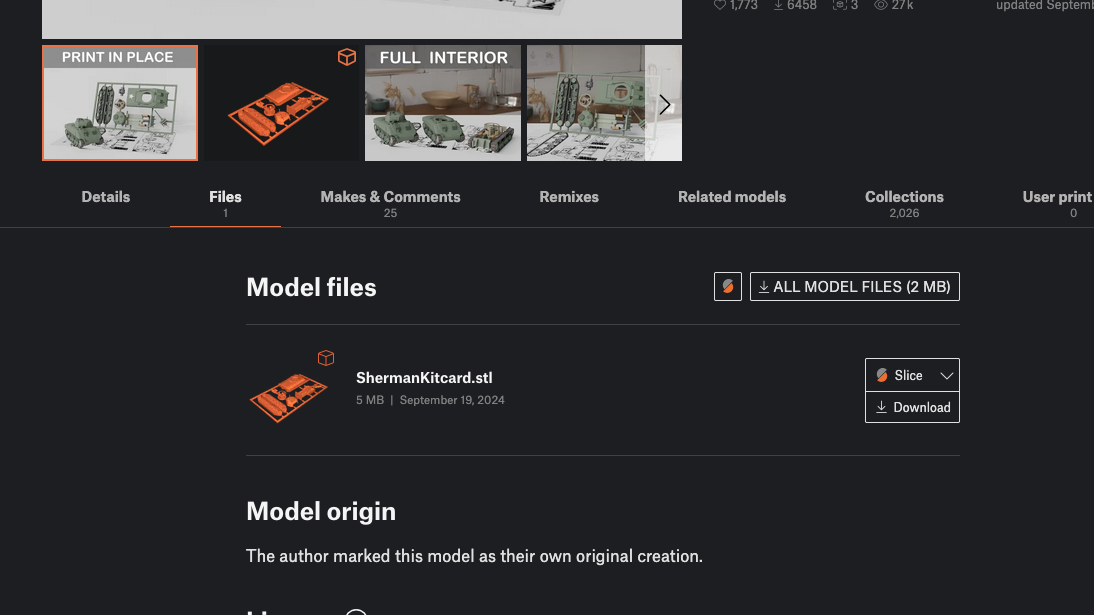 1,773 6458 3 27k updated Septemb
PRINT IN PLACE
FULL INTERIOR
Details Files Makes & Comments Remixes Related models Collections User print
1 25 2,026 0
Model files
ALL MODEL FILES (2 MB)
ShermanKitcard.stl
5 MB | September 19, 2024
Slice
Download
Model origin
The author marked this model as their own original creation.